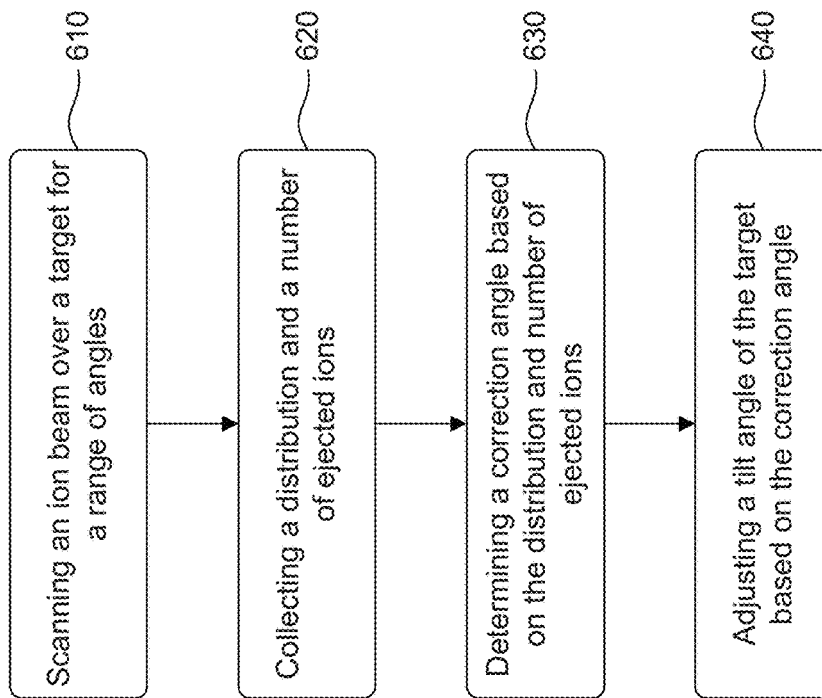 Scanning an ion beam over a target for
a range of angles
610
Collecting a distribution and a number
of ejected ions
620
Determining a correction angle based
on the distribution and number of
ejected ions
630
Adjusting a tilt angle of the target
based on the correction angle
640